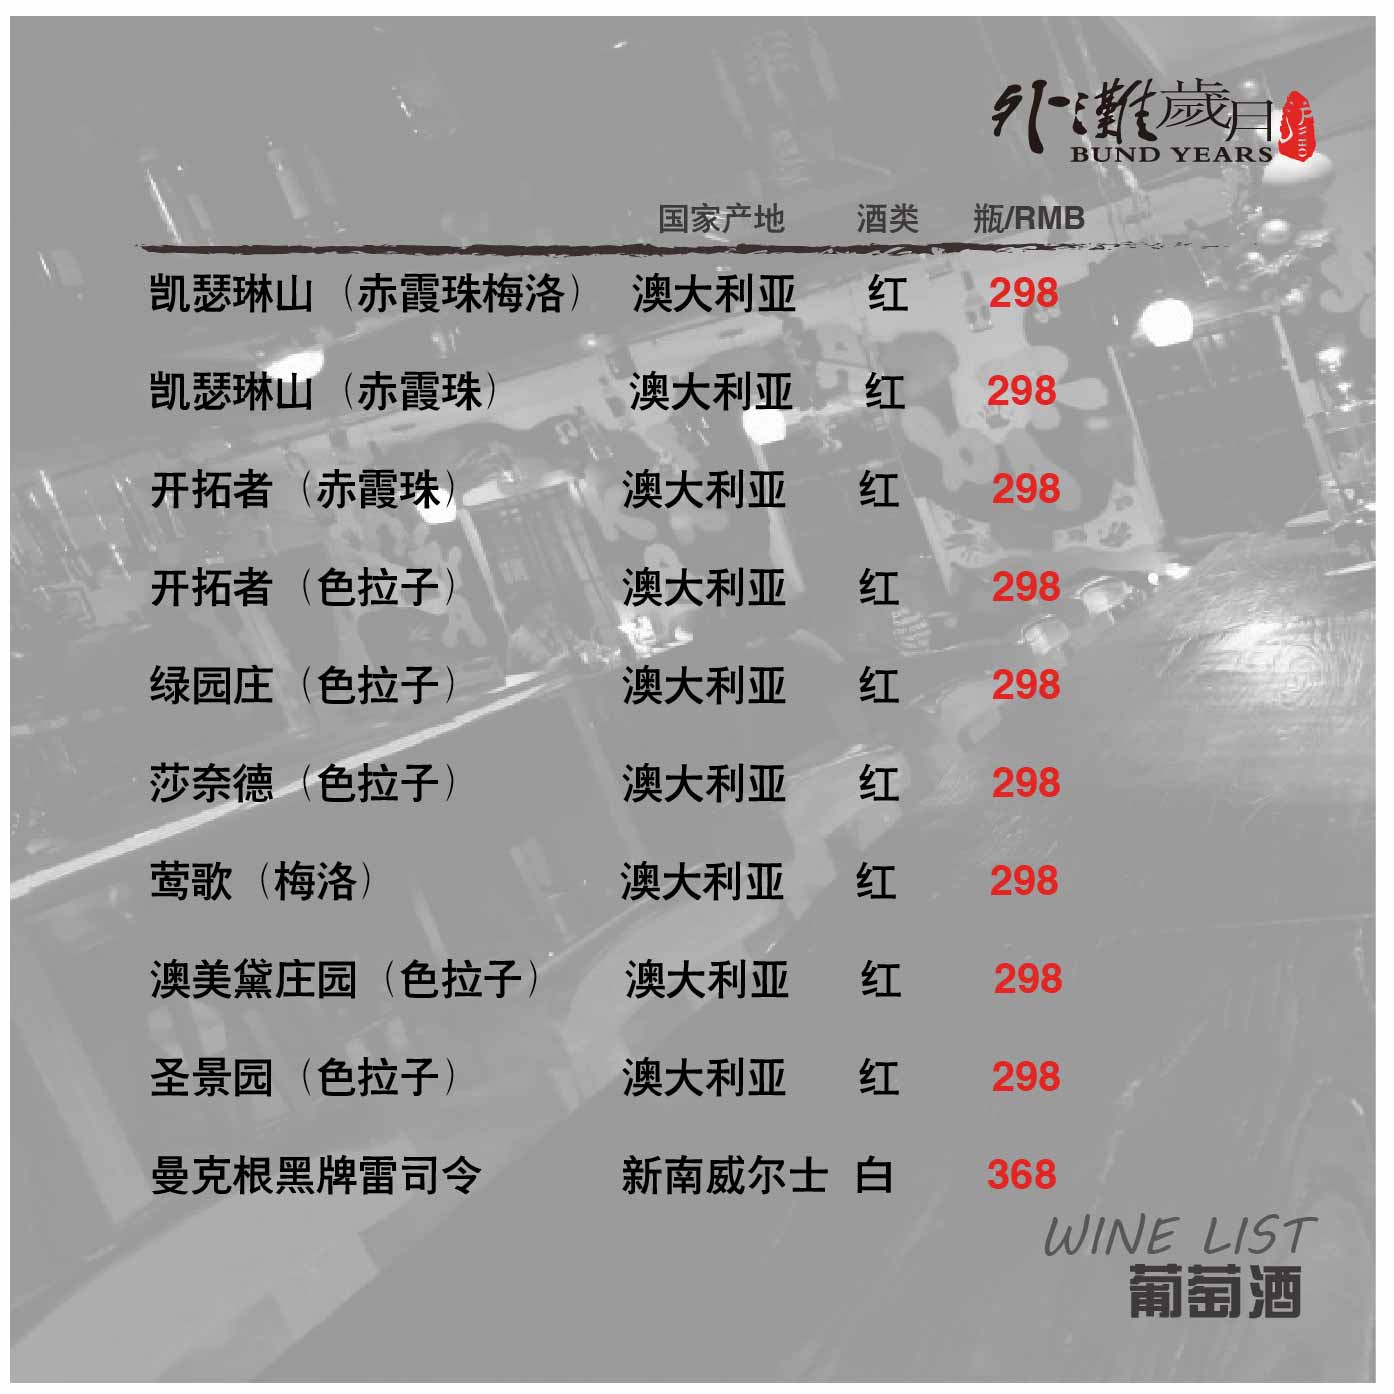 外灘歲月
WHO
BUND YEARS
国家产地 酒类 瓶/RMB
凯瑟琳山（赤霞珠梅洛） 澳大利亚 红 298
凯瑟琳山（赤霞珠） 澳大利亚 红 298
开拓者（赤霞珠） 澳大利亚 红 298
开拓者（色拉子） 澳大利亚 红 298
绿园庄（色拉子） 澳大利亚 红 298
莎奈德（色拉子） 澳大利亚 红 298
莺歌（梅洛） 澳大利亚 红 298
澳美黛庄园（色拉子） 澳大利亚 红 298
圣景园（色拉子） 澳大利亚 红 298
曼克根黑牌雷司令 新南威尔士 白 368
WINE LIST
葡萄酒